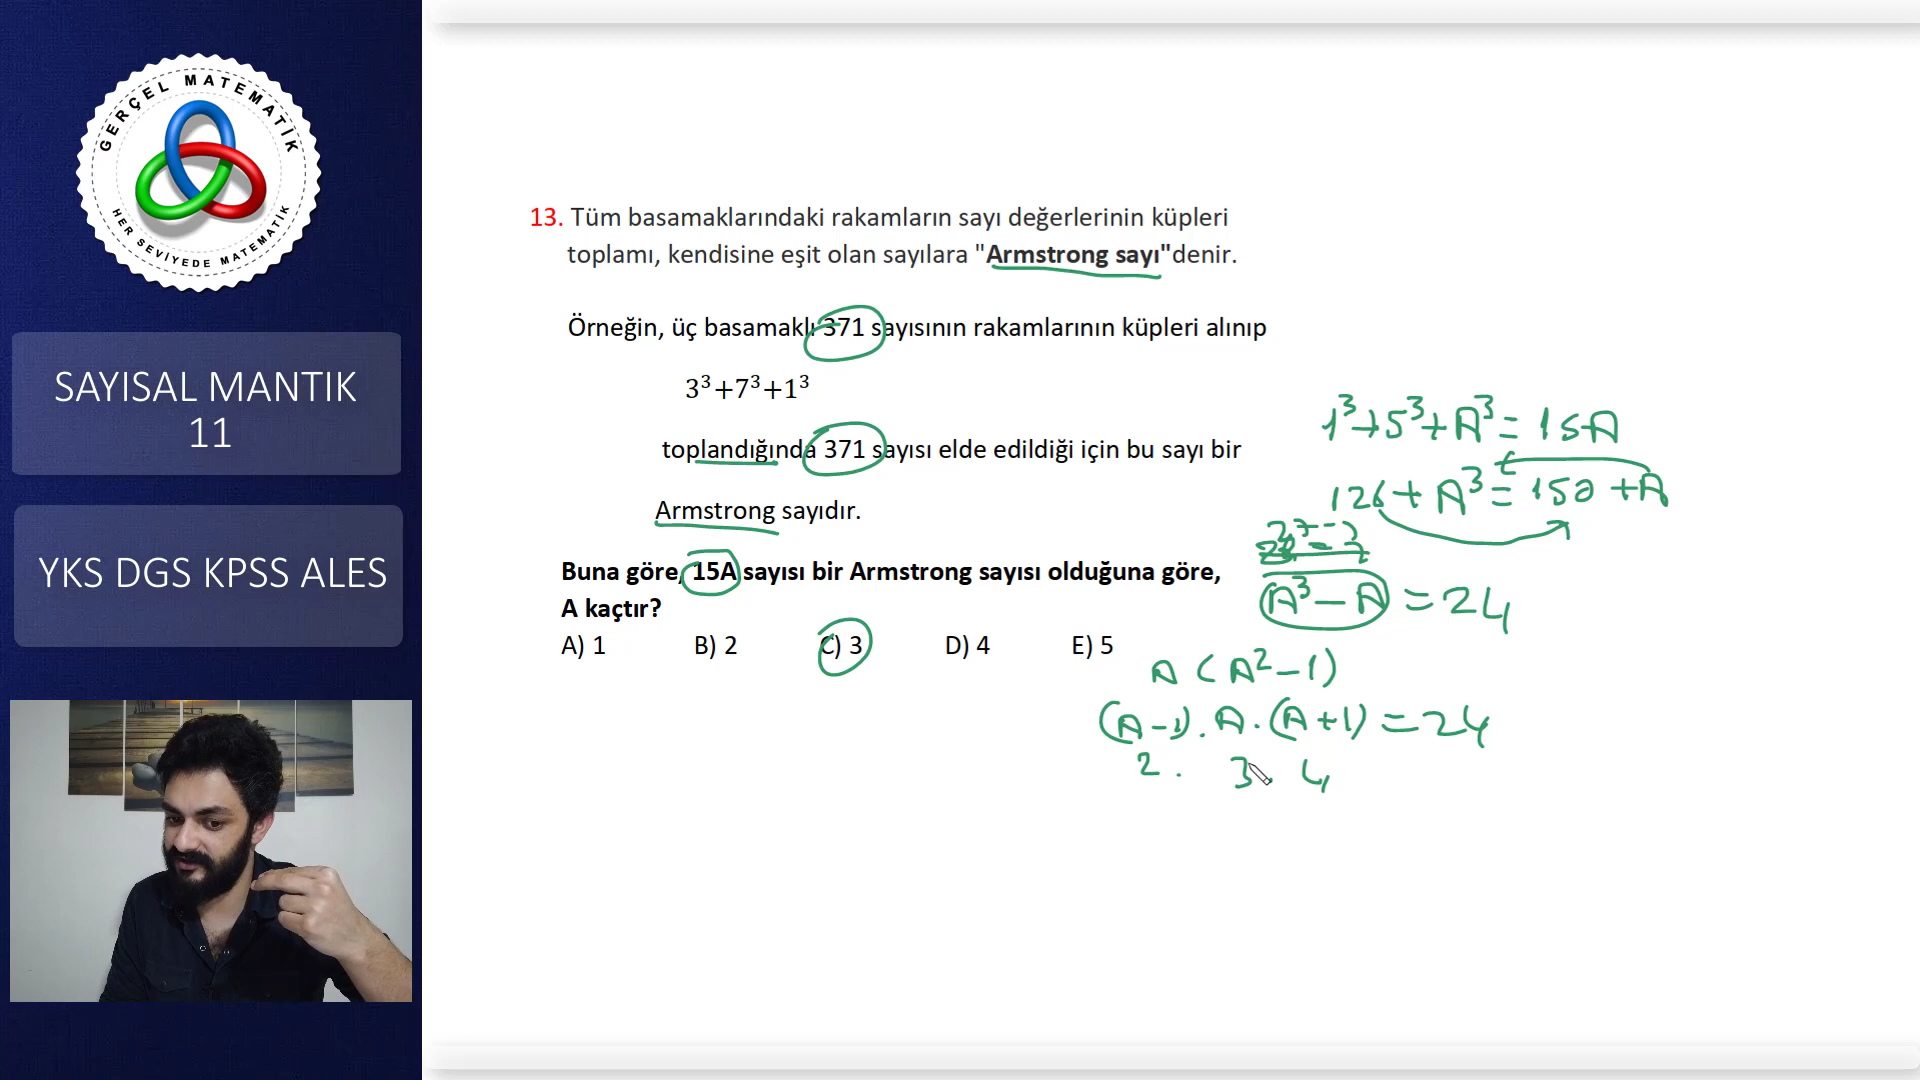 GERÇEL MATEMATİK
HER SEVİYEDE MATEMATİK
SAYISAL MANTIK
11
YKS DGS KPSS ALES
13. Tüm basamaklarındaki rakamların sayı değerlerinin küpleri
toplamı, kendisine eşit olan sayılara "Armstrong sayı"denir.
Örneğin, üç basamaklı 371 sayısının rakamlarının küpleri alınıp
3³+7³+1³
toplandığında 371 sayısı elde edildiği için bu sayı bir
Armstrong sayıdır.
Buna göre, 15A sayısı bir Armstrong sayısı olduğuna göre,
A kaçtır?
A) 1 B) 2 C) 3 D) 4 E) 5
1³+5³+A³=15A
126+A³=150+A
A³-A=24
A(A²-1)
(A-1).A.(A+1)=24
2. 3. 4